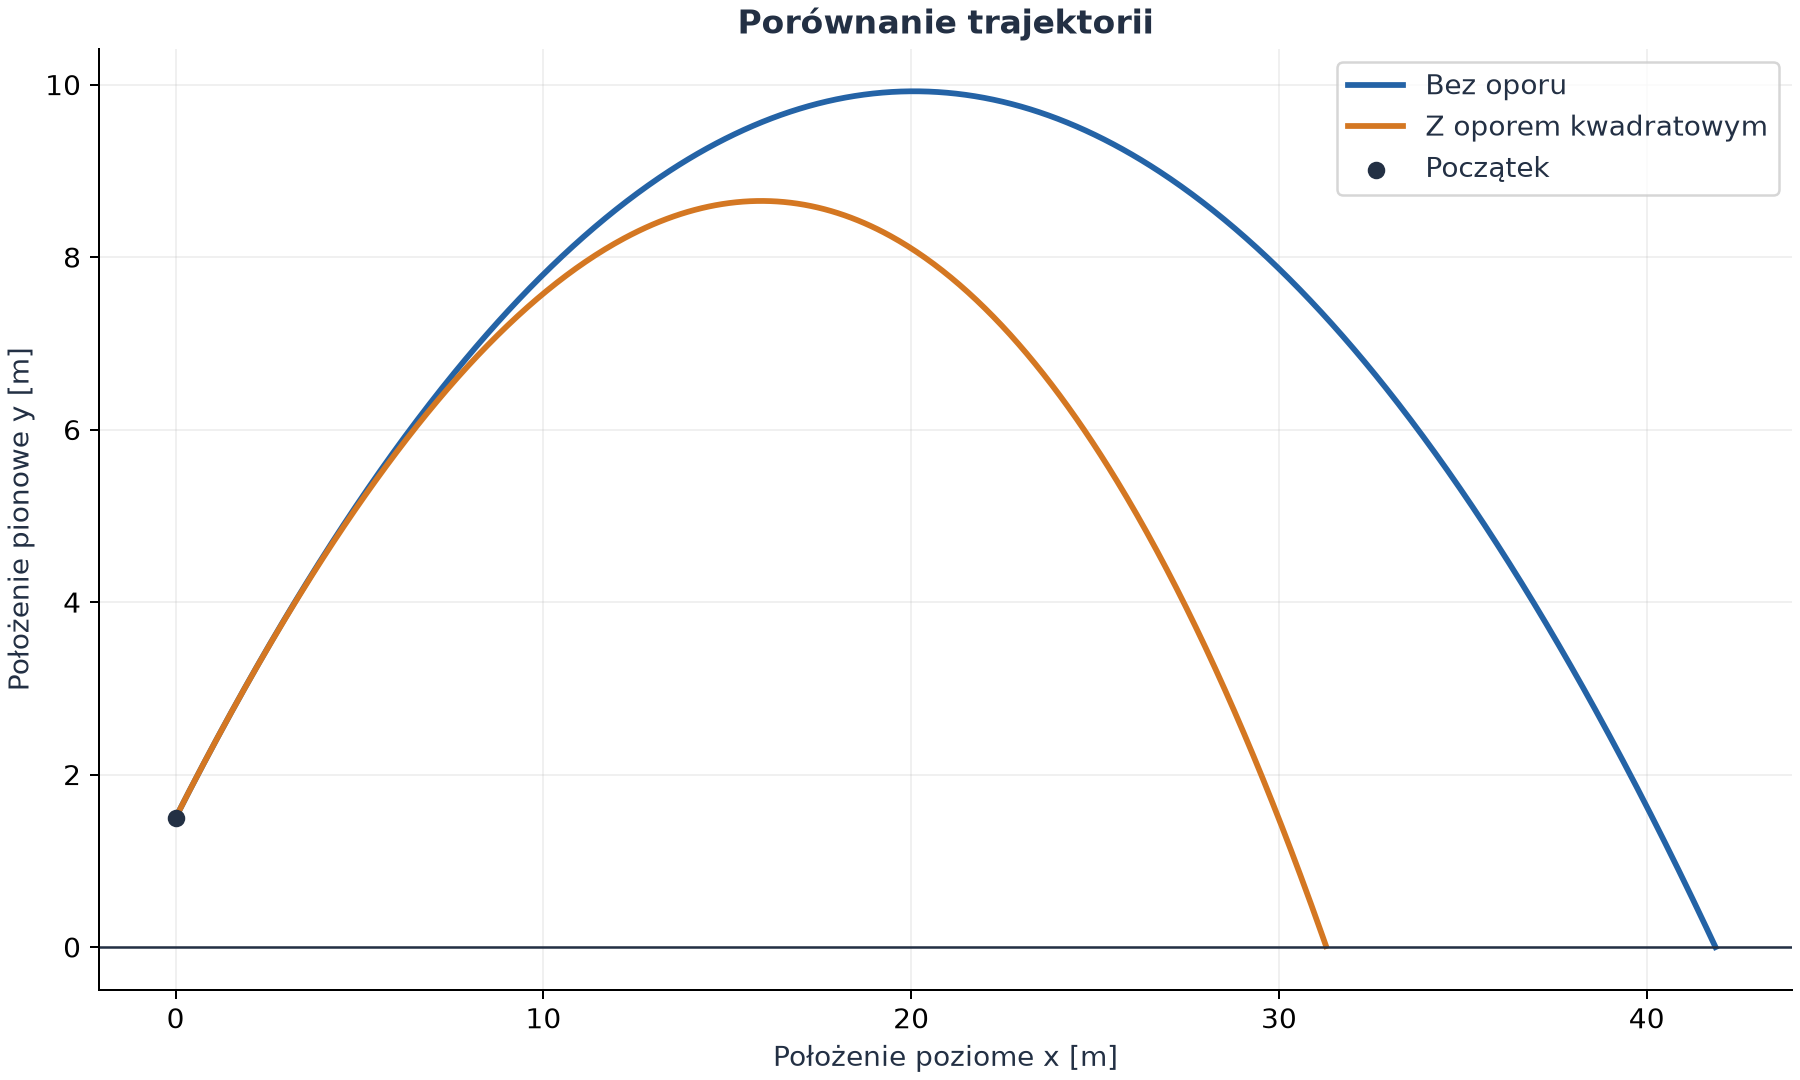 Porównanie trajektorii
Bez oporu
Z oporem kwadratowym
Początek
Położenie pionowe y [m]
10
8
6
4
2
0
0 10 20 30 40
Położenie poziome x [m]